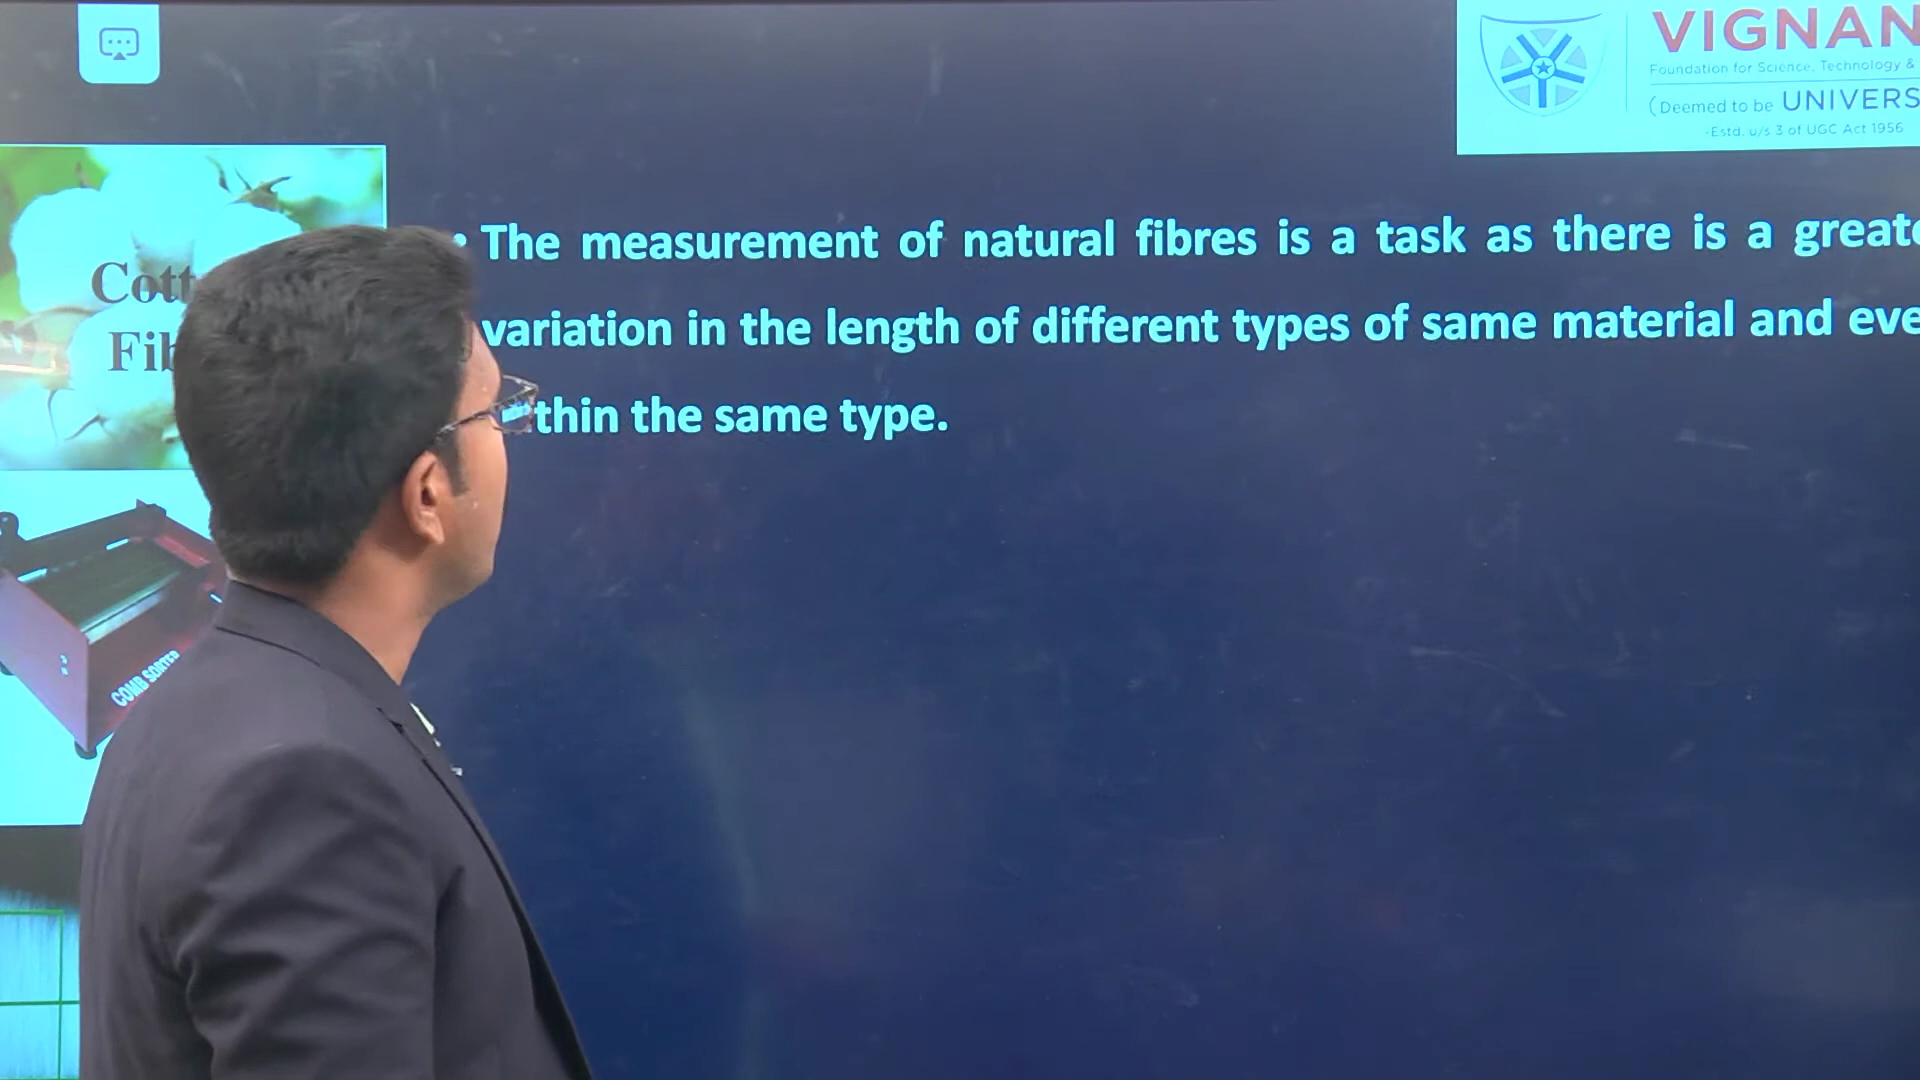 VIGNAN
Foundation for Science, Technology &
(Deemed to be UNIVERS
-Estd. u/s 3 of UGC Act 1956
Cott
Fib
• The measurement of natural fibres is a task as there is a greate
variation in the length of different types of same material and eve
thin the same type.
COMB SORTER